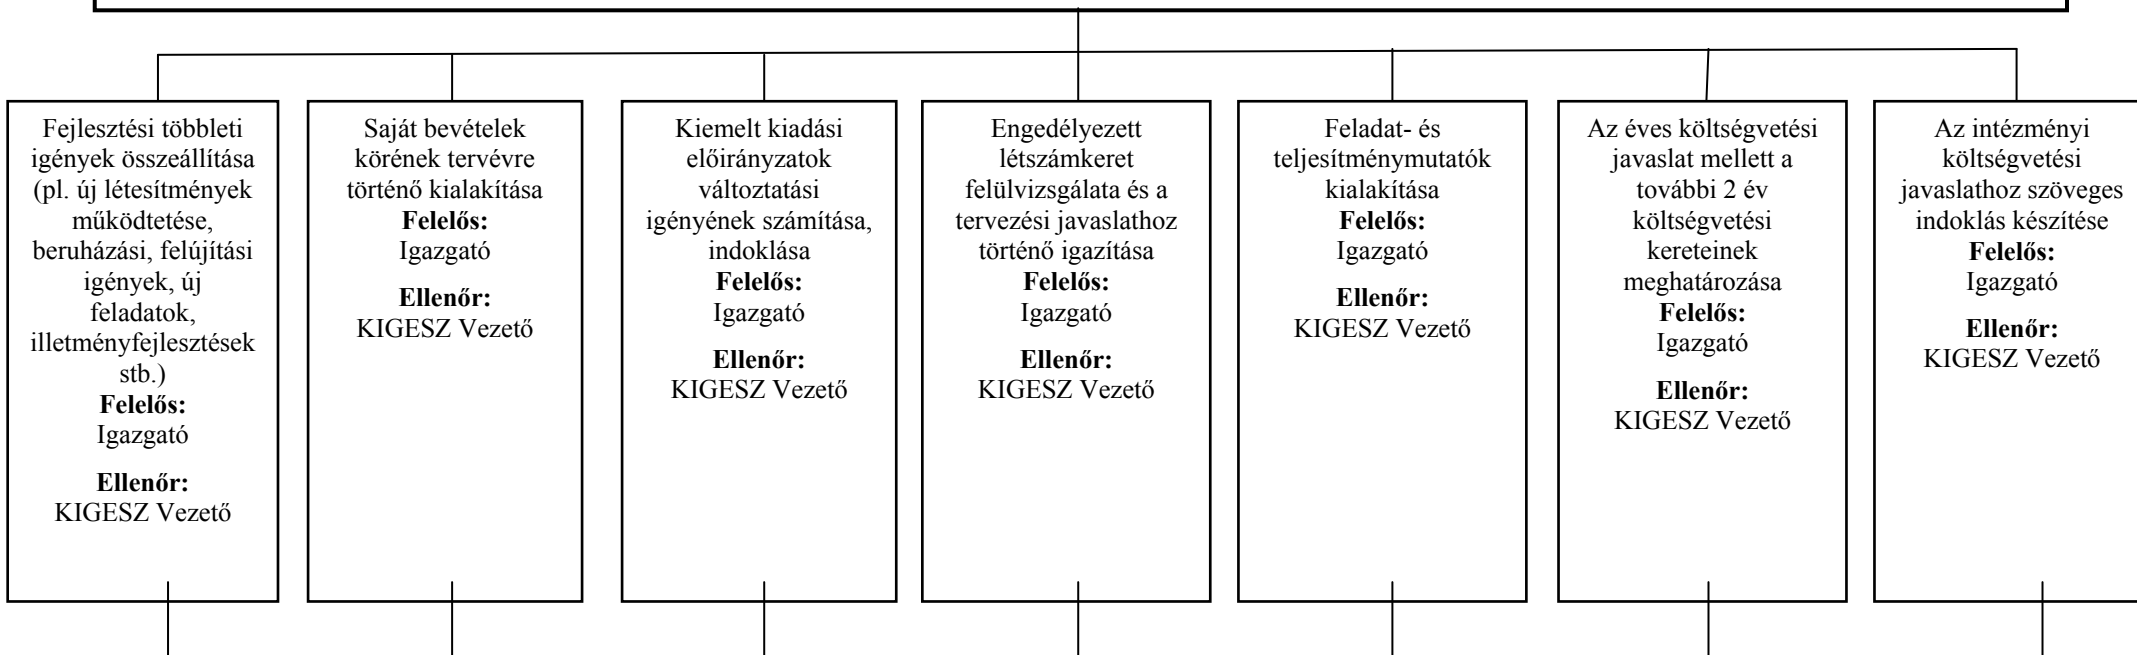 Fejlesztési többleti
igények összeállítása
(pl. új létesítmények
működtetése,
beruházási, felújítási
igények, új
feladatok,
illetményfejlesztések
stb.)
Felelős:
Igazgató
Ellenőr:
KIGESZ Vezető
Saját bevételek
körének tervévre
történő kialakítása
Felelős:
Igazgató
Ellenőr:
KIGESZ Vezető
Kiemelt kiadási
előirányzatok
változtatási
igényének számítása,
indoklása
Felelős:
Igazgató
Ellenőr:
KIGESZ Vezető
Engedélyezett
létszámkeret
felülvizsgálata és a
tervezési javaslathoz
történő igazítása
Felelős:
Igazgató
Ellenőr:
KIGESZ Vezető
Feladat- és
teljesítménymutatók
kialakítása
Felelős:
Igazgató
Ellenőr:
KIGESZ Vezető
Az éves költségvetési
javaslat mellett a
további 2 év
költségvetési
kereteinek
meghatározása
Felelős:
Igazgató
Ellenőr:
KIGESZ Vezető
Az intézményi
költségvetési
javaslathoz szöveges
indoklás készítése
Felelős:
Igazgató
Ellenőr:
KIGESZ Vezető